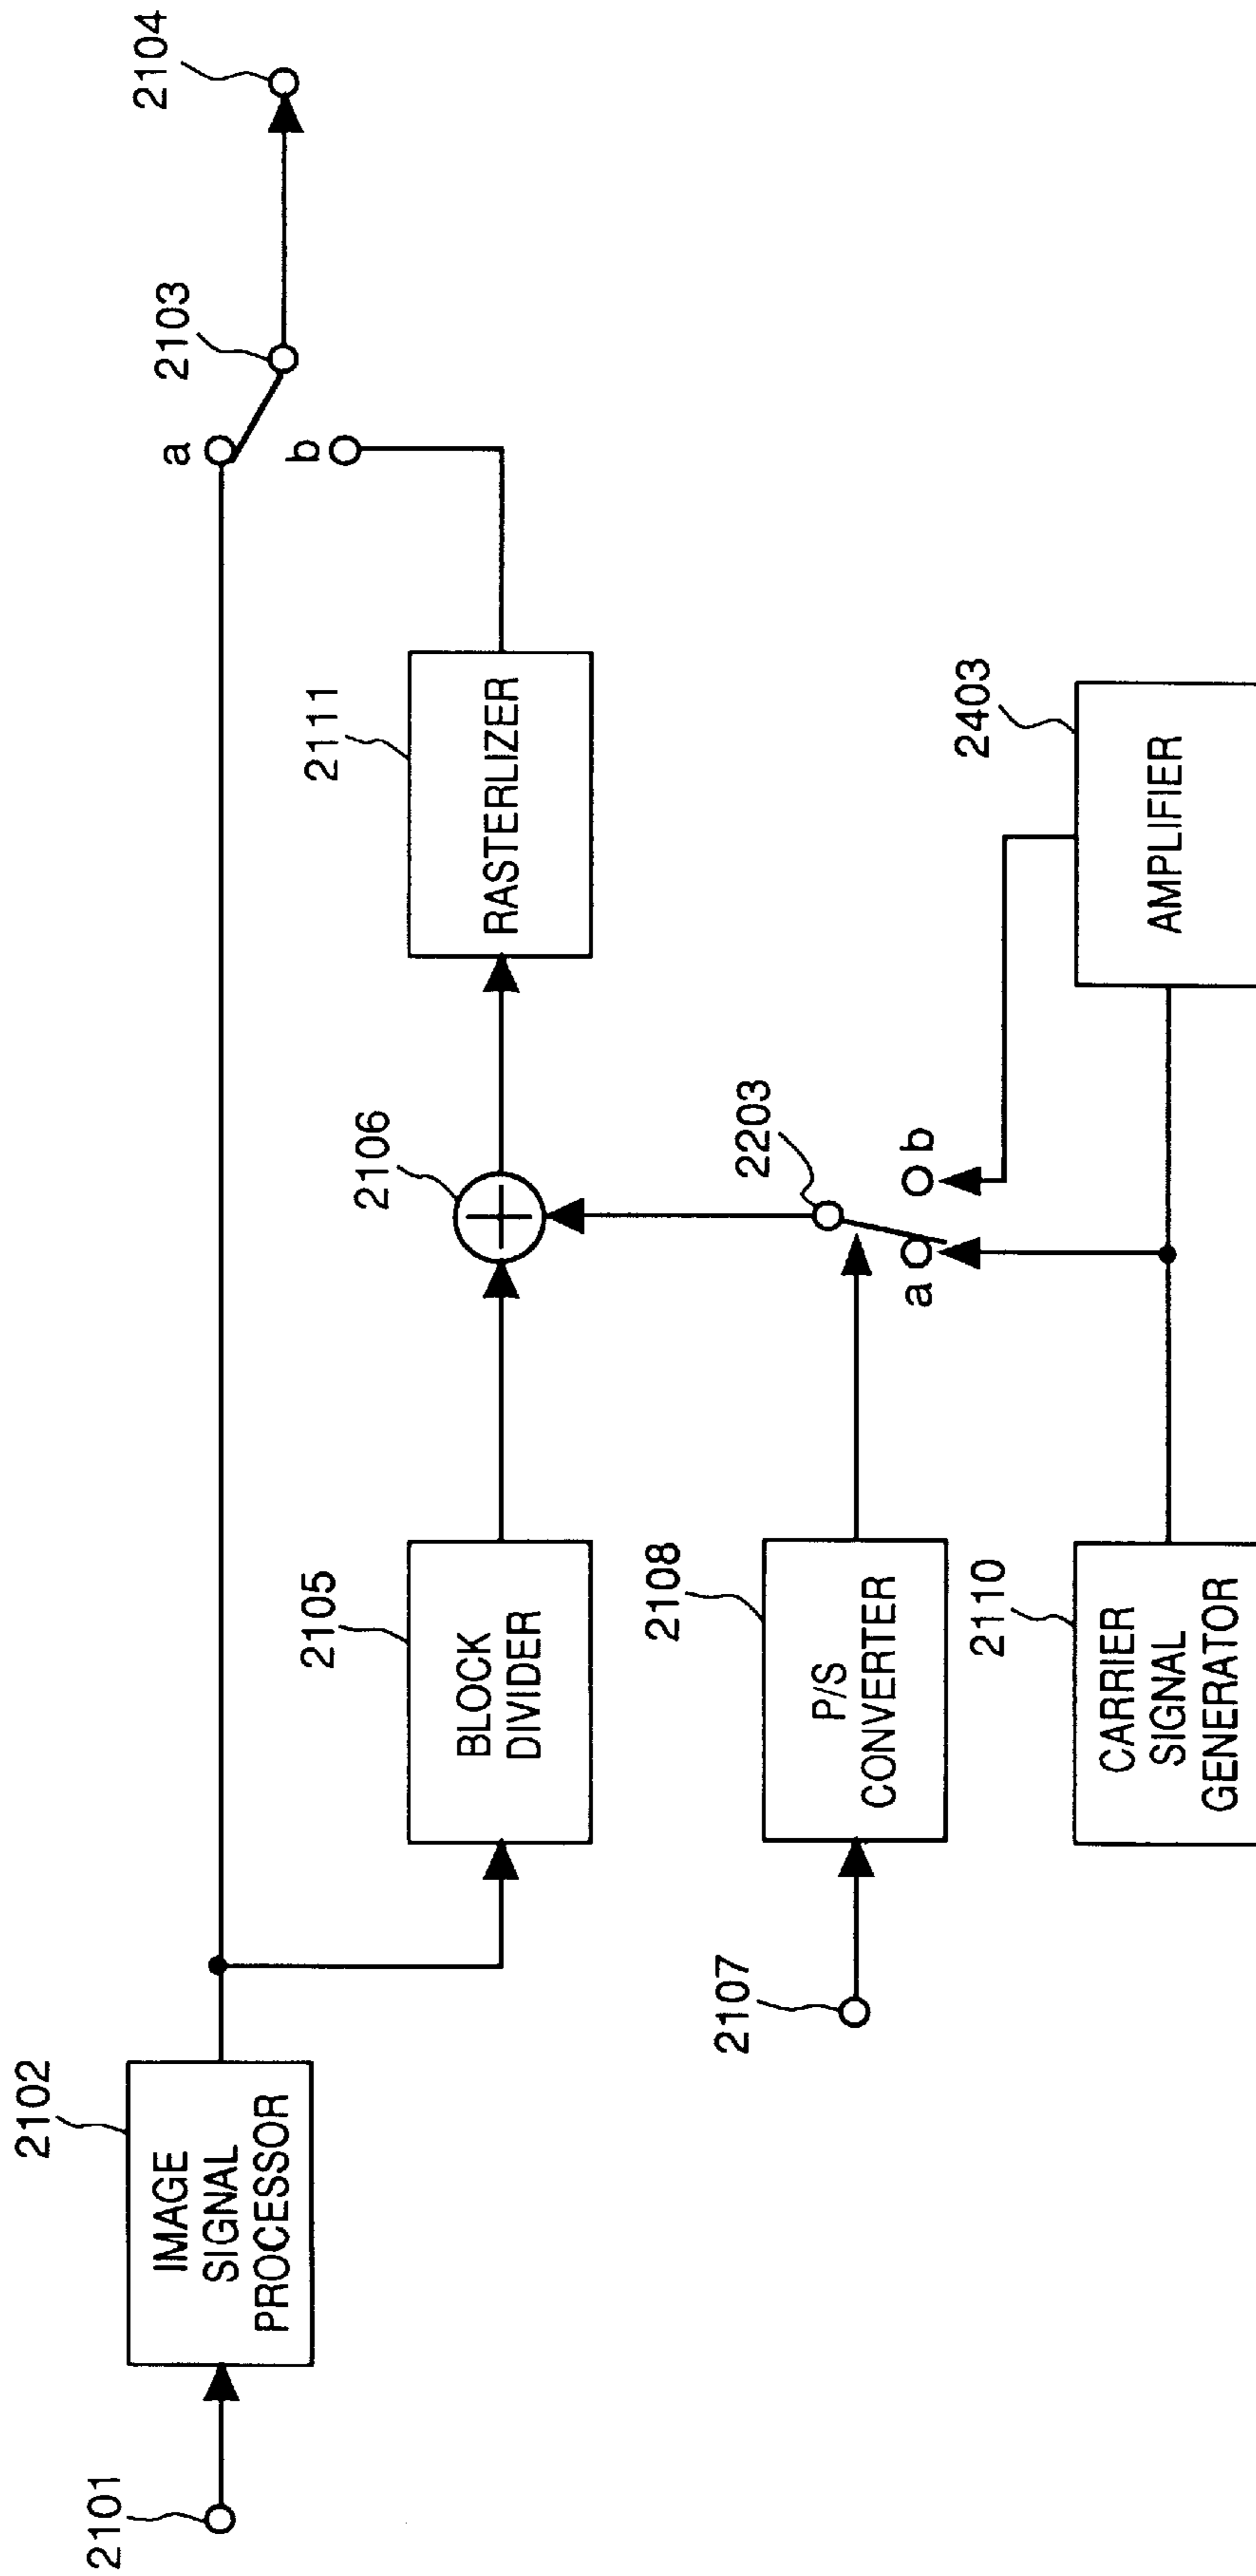 2101
2102
IMAGE
SIGNAL
PROCESSOR
a
b
2103
2104
2105
BLOCK
DIVIDER
2106
2111
RASTERLIZER
2107
2108
P/S
CONVERTER
2203
a
b
2110
CARRIER
SIGNAL
GENERATOR
2403
AMPLIFIER